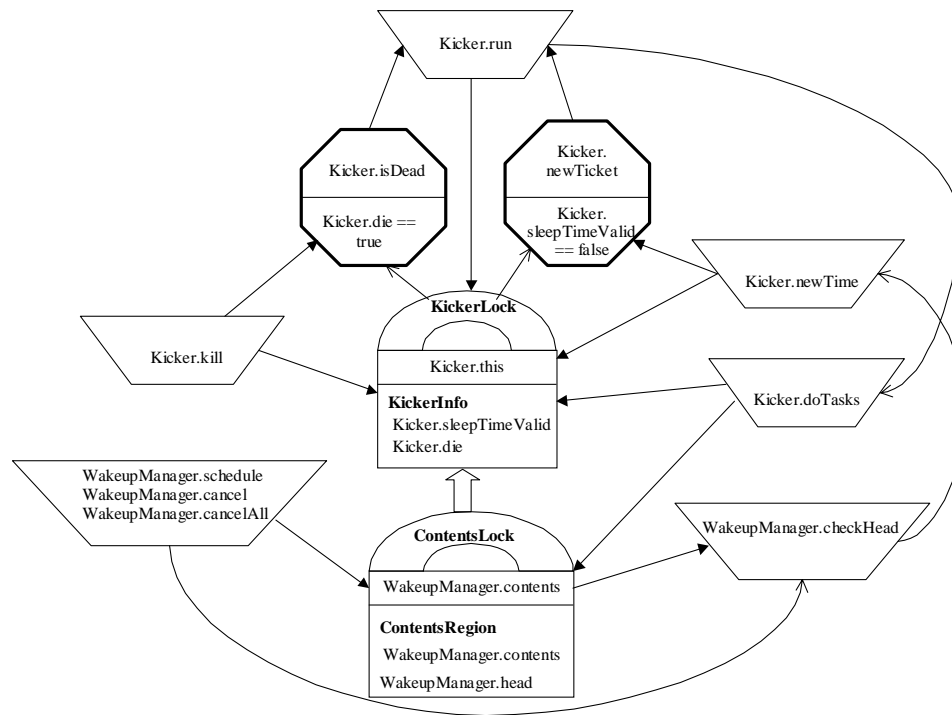 Kicker.run
Kicker.isDead
Kicker.die ==
true
Kicker.
newTicket
Kicker.
sleepTimeValid
== false
Kicker.newTime
KickerLock
Kicker.kill
Kicker.this
Kicker.doTasks
KickerInfo
Kicker.sleepTimeValid
Kicker.die
WakeupManager.schedule
WakeupManager.cancel
WakeupManager.cancelAll
ContentsLock
WakeupManager.checkHead
WakeupManager.contents
ContentsRegion
WakeupManager.contents
WakeupManager.head